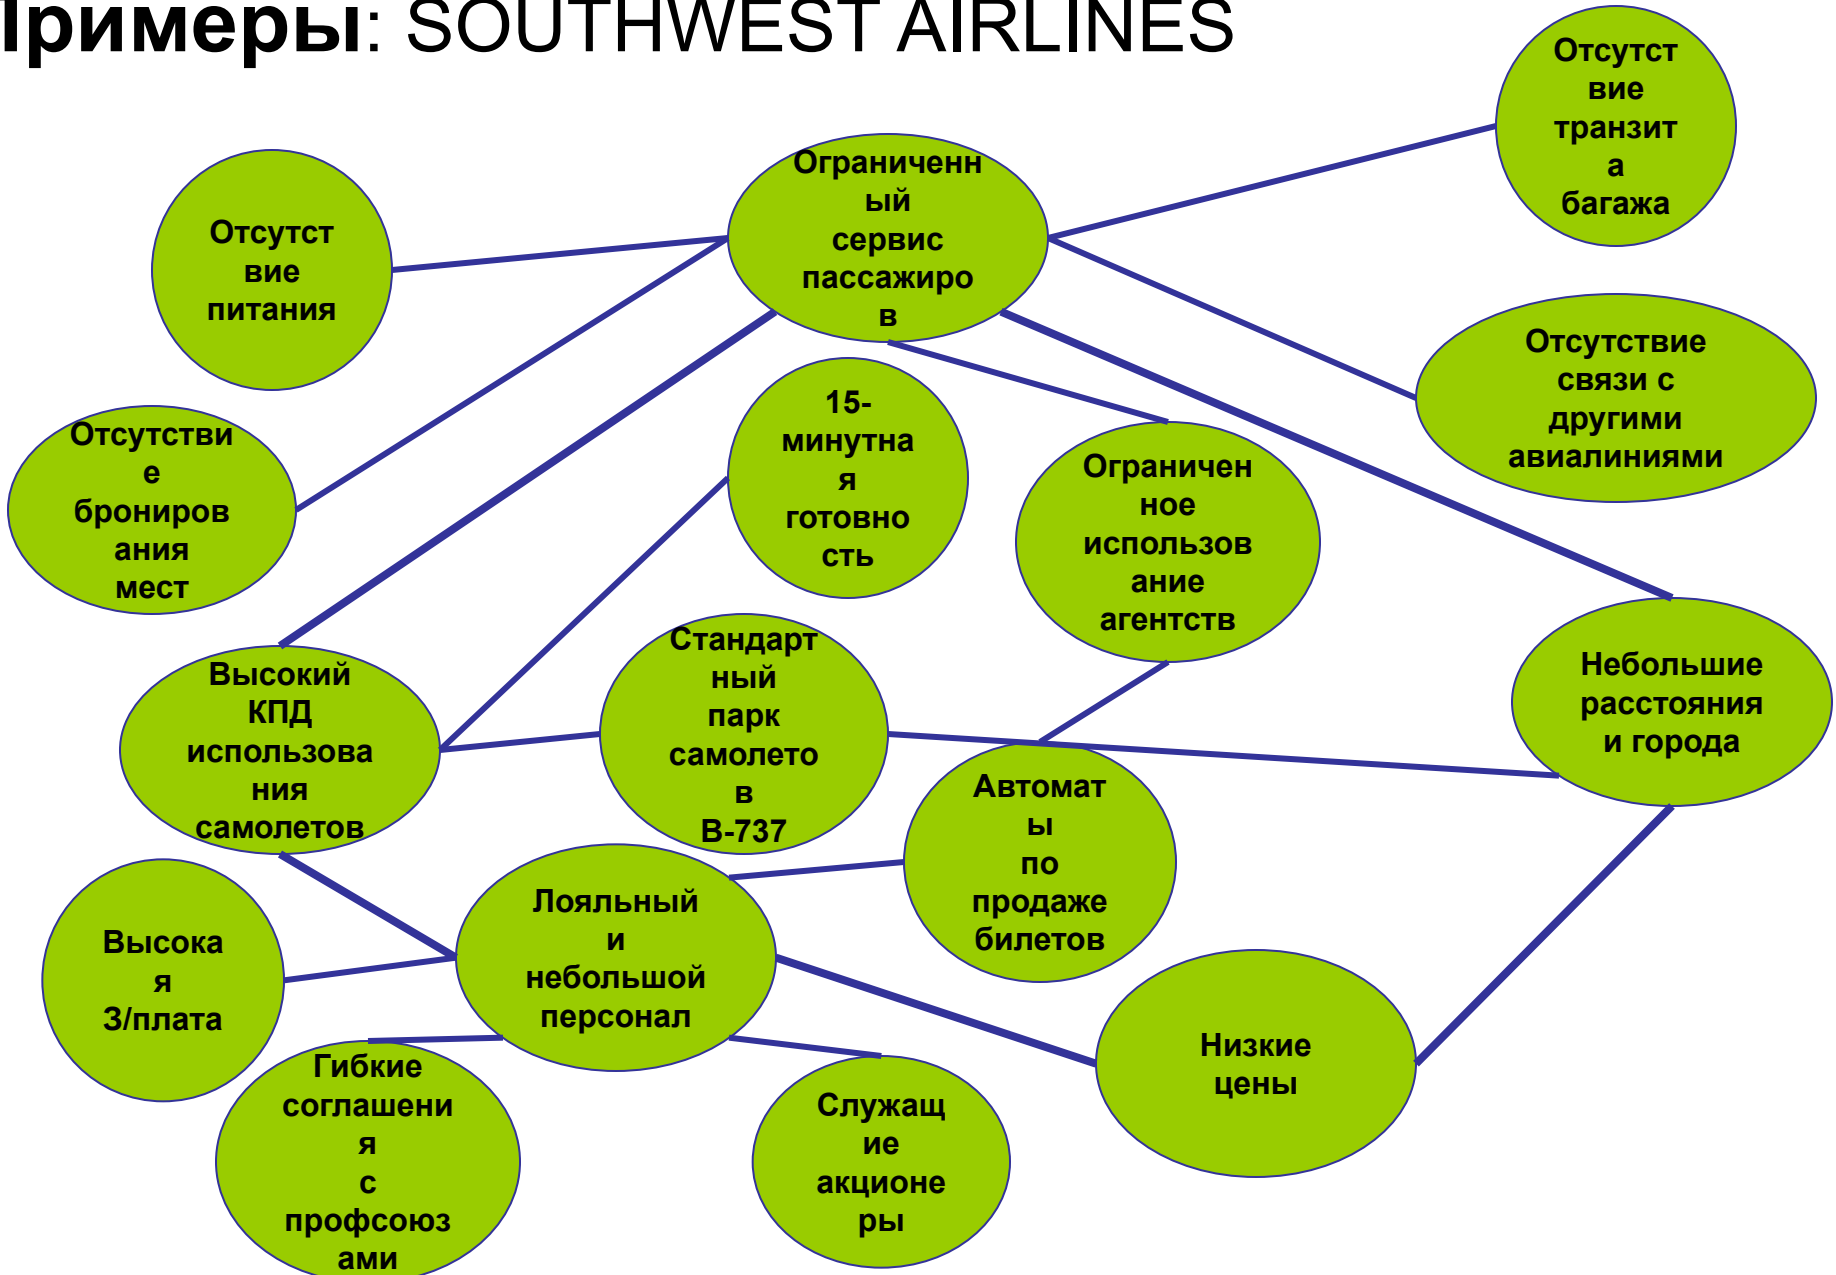 Примеры: SOUTHWEST AIRLINES
Отсутст
вие
транзит
а
багажа
Ограниченн
ый
сервис
пассажиро
в
Отсутст
вие
питания
Отсутствие
связи с
другими
авиалиниями
15-
минутна
я
готовно
сть
Отсутстви
е
брониров
ания
мест
Ограничен
ное
использов
ание
агентств
Стандарт
ный
парк
самолето
в
В-737
Небольшие
расстояния
и города
Высокий
КПД
использова
ния
самолетов
Автомат
ы
по
продаже
билетов
Лояльный
и
небольшой
персонал
Высока
я
З/плата
Низкие
цены
Гибкие
соглашени
я
с
профсоюз
ами
Служащ
ие
акционе
ры